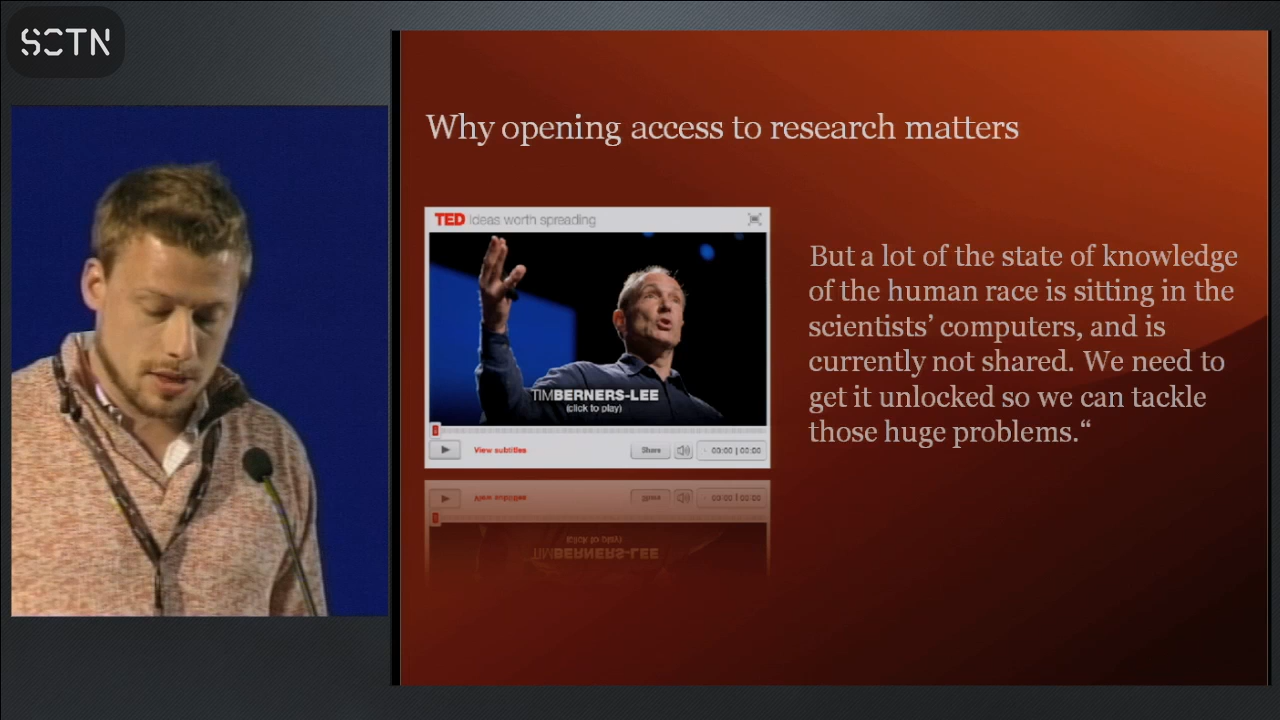 SCTN
Why opening access to research matters
TED Ideas worth spreading
TIMBERNERS-LEE
(click to play)
View subtitles
Share
00:00 | 00:00
But a lot of the state of knowledge
of the human race is sitting in the
scientists’ computers, and is
currently not shared. We need to
get it unlocked so we can tackle
those huge problems.“